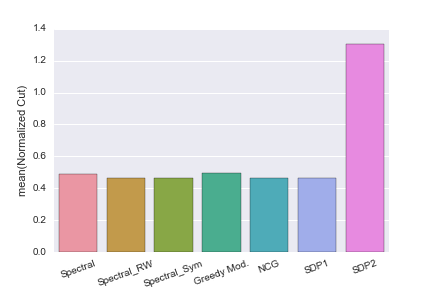 1.4
1.2
1.0
0.8
0.6
0.4
0.2
0.0
mean(Normalized Cut)
Spectral
Spectral_RW
Spectral_Sym
Greedy Mod.
NCG
SDP1
SDP2